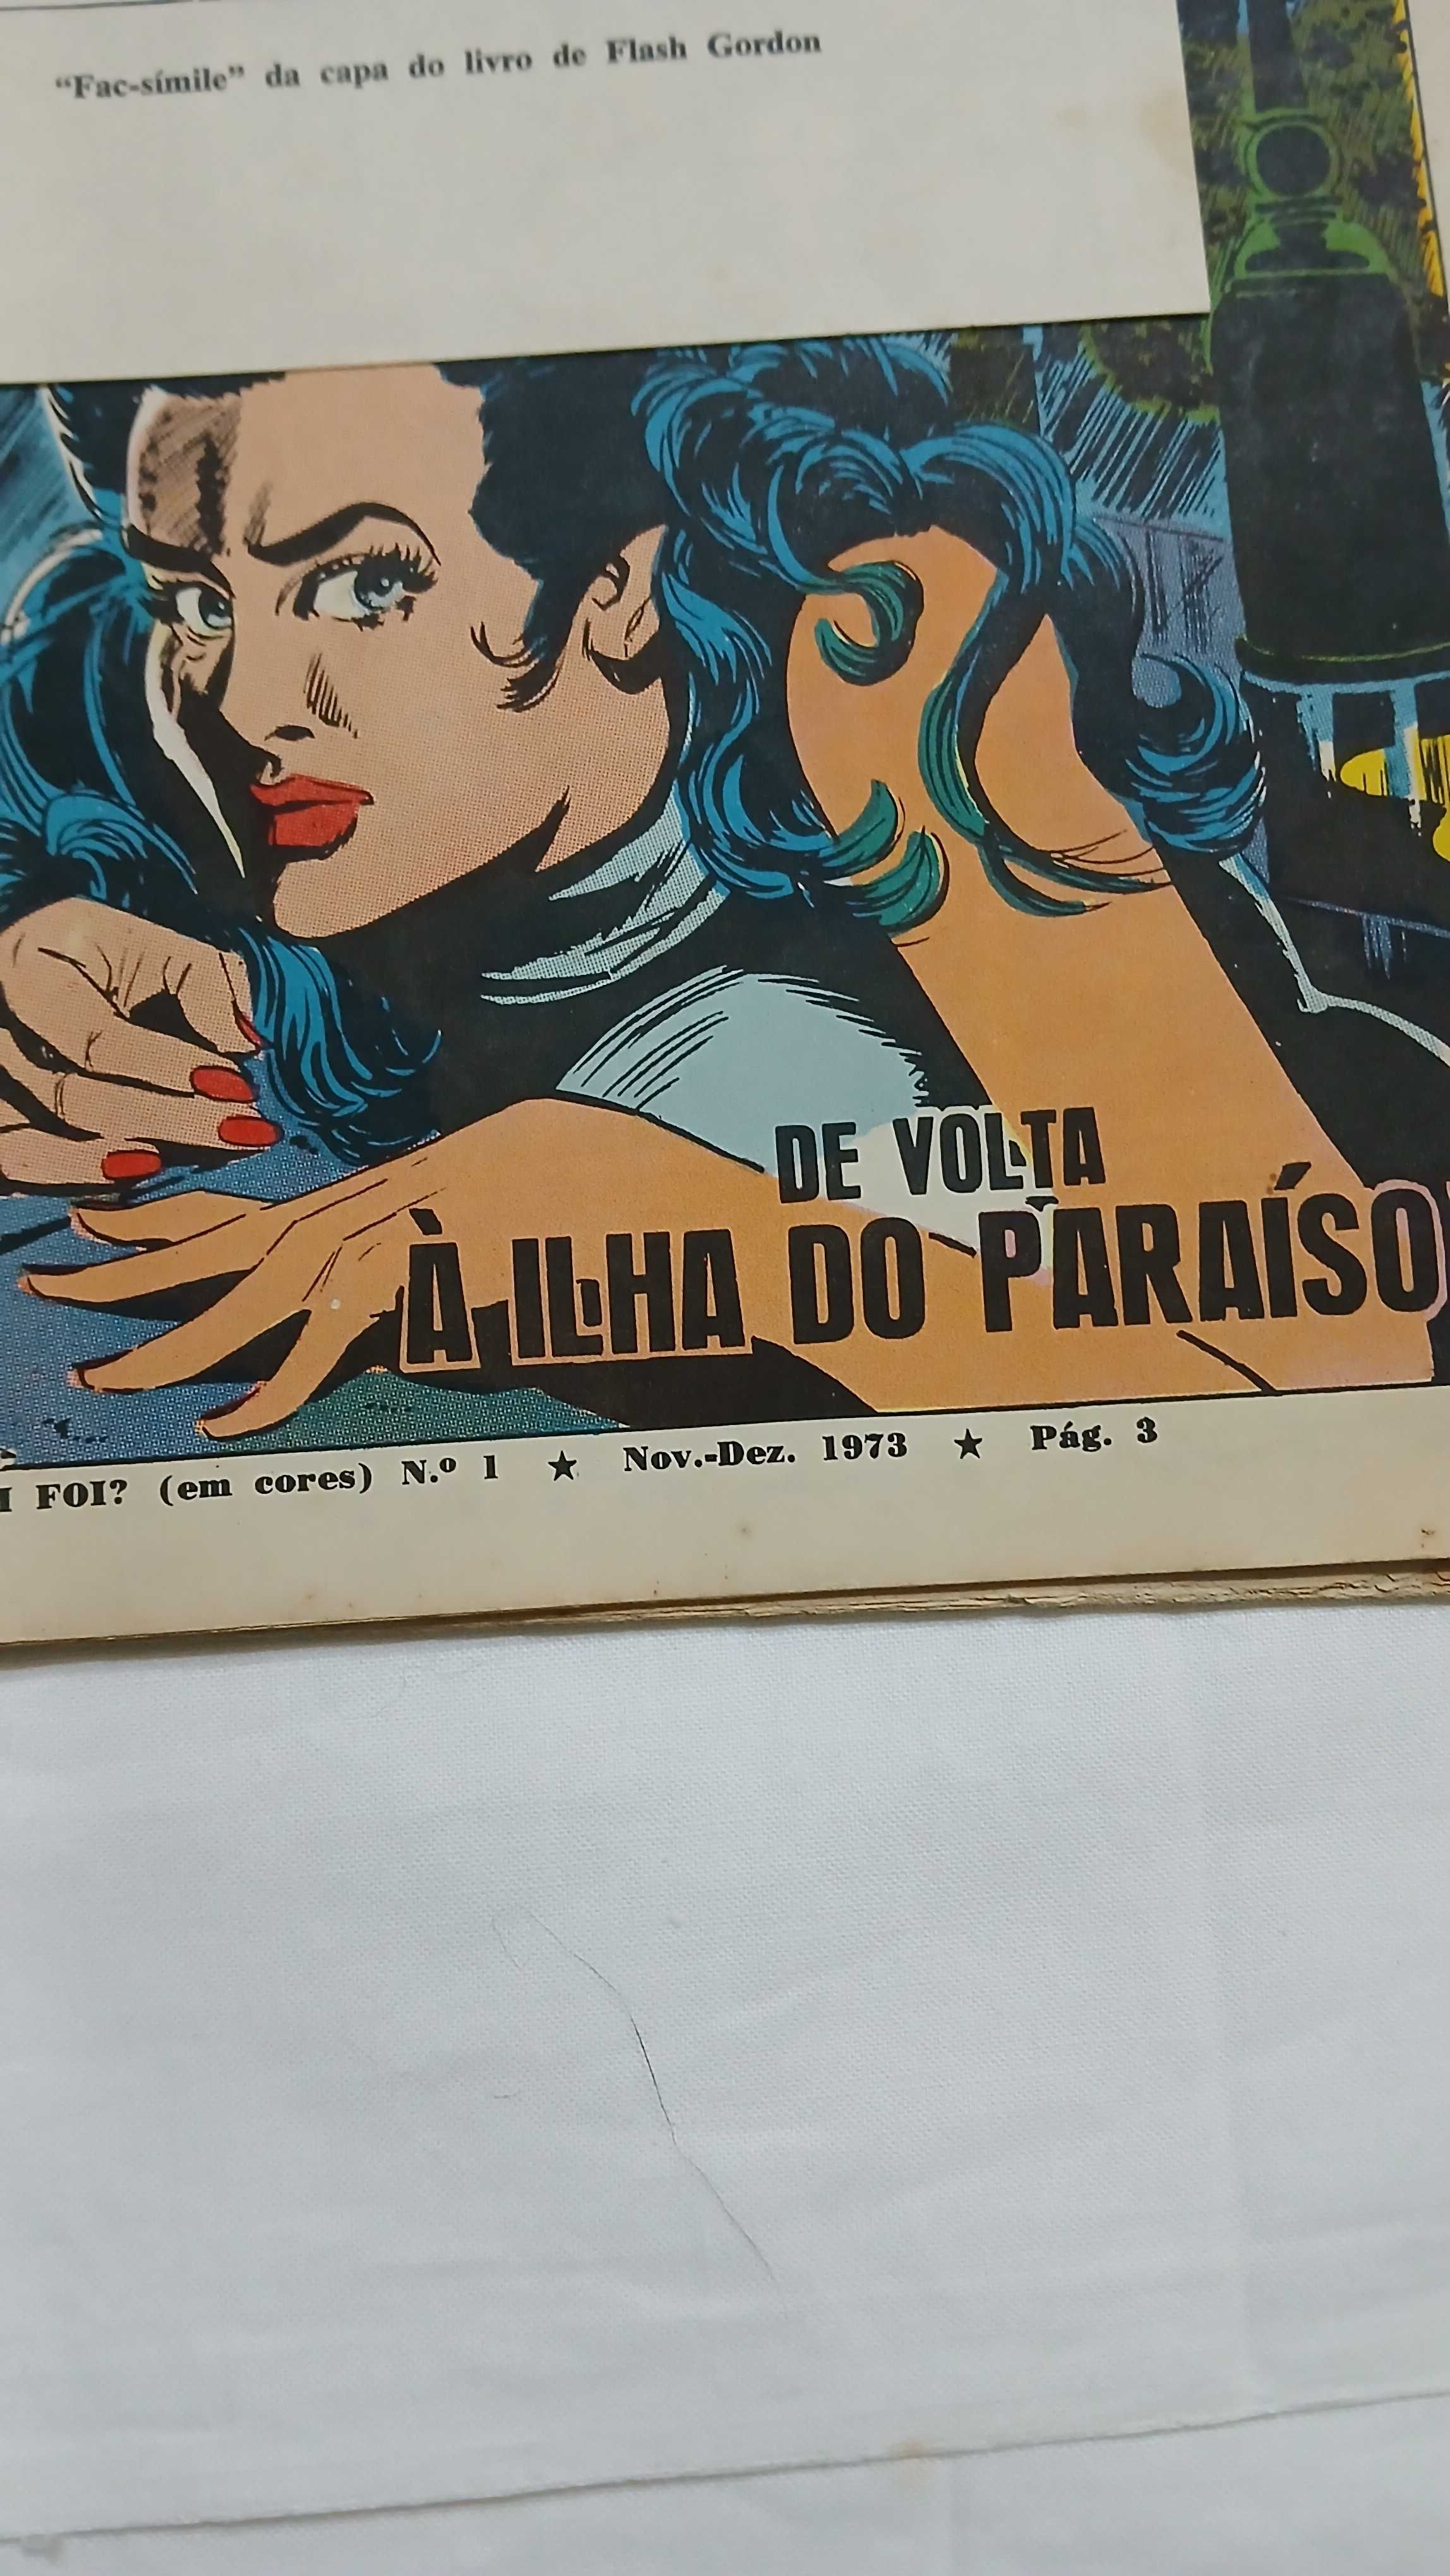 “Fac-símile” da capa do livro de Flash Gordon
DE VOLTA
À ILHA DO PARAÍSO
FOI? (em cores) N.º 1 ★ Nov.-Dez. 1973 ★ Pág. 3